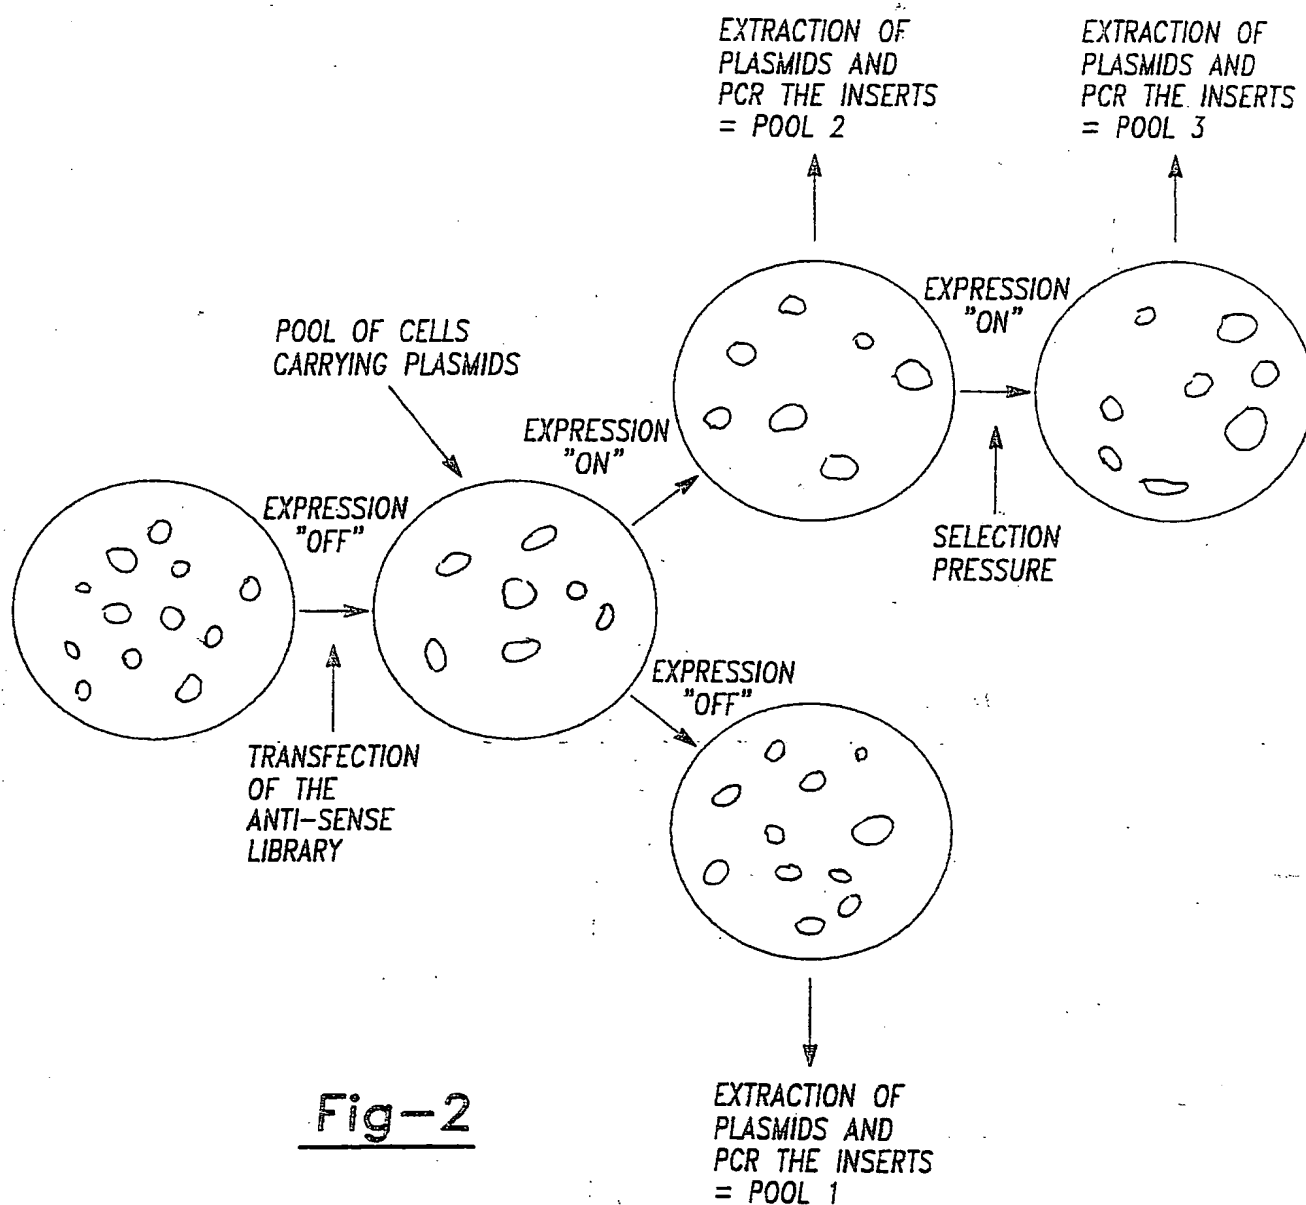 EXTRACTION OF
PLASMIDS AND
PCR THE INSERTS
= POOL 2
EXTRACTION OF
PLASMIDS AND
PCR THE INSERTS
= POOL 3
EXPRESSION
"ON"
POOL OF CELLS
CARRYING PLASMIDS
EXPRESSION
"ON"
EXPRESSION
"OFF"
SELECTION
PRESSURE
EXPRESSION
"OFF"
TRANSFECTION
OF THE
ANTI-SENSE
LIBRARY
EXTRACTION OF
PLASMIDS AND
PCR THE INSERTS
= POOL 1
Fig-2